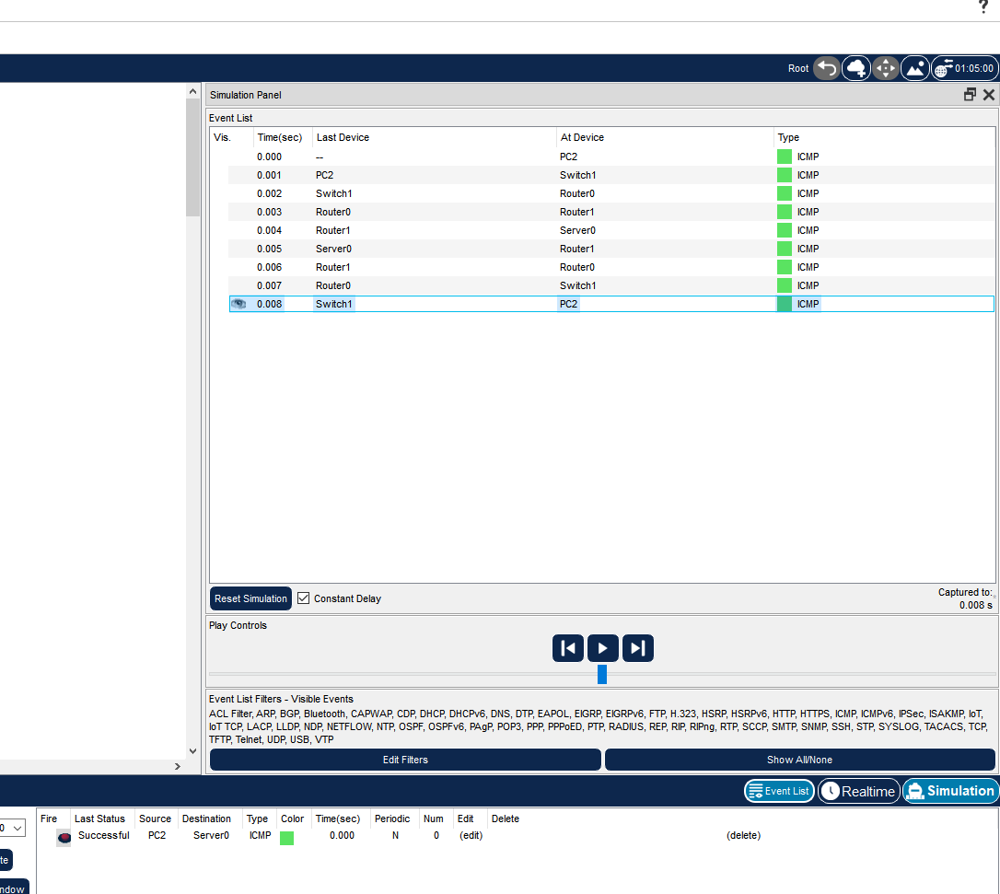 ?
Root 01:05:00
Simulation Panel
Event List
Vis. Time(sec) Last Device At Device Type
0.000 -- PC2 ICMP
0.001 PC2 Switch1 ICMP
0.002 Switch1 Router0 ICMP
0.003 Router0 Router1 ICMP
0.004 Router1 Server0 ICMP
0.005 Server0 Router1 ICMP
0.006 Router1 Router0 ICMP
0.007 Router0 Switch1 ICMP
0.008 Switch1 PC2 ICMP
Reset Simulation Constant Delay Captured to:
0.008 s
Play Controls
Event List Filters - Visible Events
ACL Filter, ARP, BGP, Bluetooth, CAPWAP, CDP, DHCP, DHCPv6, DNS, DTP, EAPOL, EIGRP, EIGRPv6, FTP, H.323, HSRP, HSRPv6, HTTP, HTTPS, ICMP, ICMPv6, IPSec, ISAKMP, IoT,
IoT TCP, LACP, LLDP, NDP, NETFLOW, NTP, OSPF, OSPFv6, PAgP, POP3, PPP, PPPoED, PTP, RADIUS, REP, RIP, RIPng, RTP, SCCP, SMTP, SNMP, SSH, STP, SYSLOG, TACACS, TCP,
TFTP, Telnet, UDP, USB, VTP
Edit Filters Show All/None
Event List Realtime Simulation
Fire Last Status Source Destination Type Color Time(sec) Periodic Num Edit Delete
0 Successful PC2 Server0 ICMP 0.000 N 0 (edit) (delete)
te
ndow